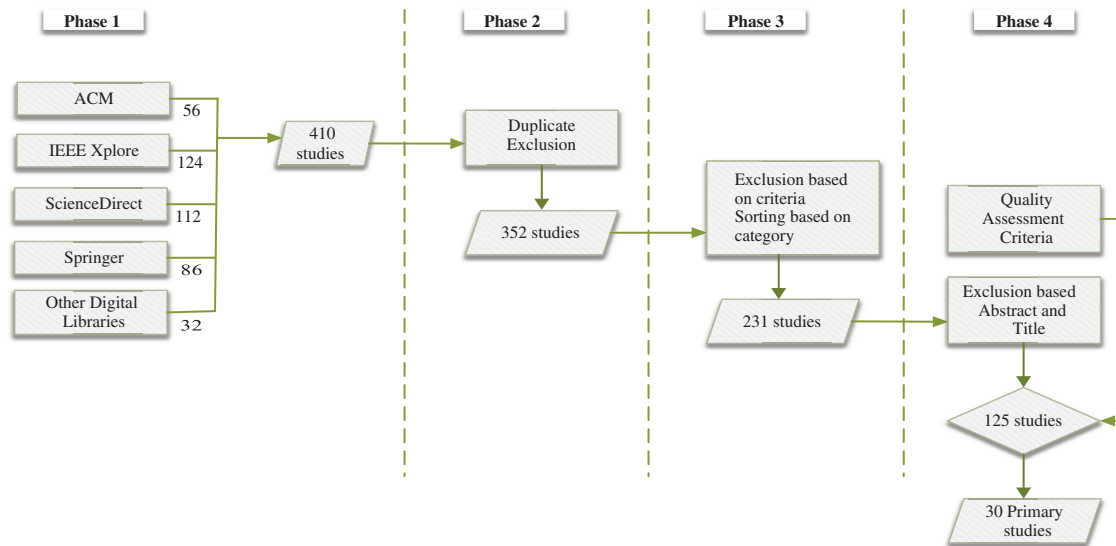 Phase 1
ACM
56
IEEE Xplore
124
ScienceDirect
112
Springer
86
Other Digital
Libraries
32
410
studies
Phase 2
Duplicate
Exclusion
352 studies
Phase 3
Exclusion based
on criteria
Sorting based on
category
231 studies
Phase 4
Quality
Assessment
Criteria
Exclusion based
Abstract and
Title
125 studies
30 Primary
studies